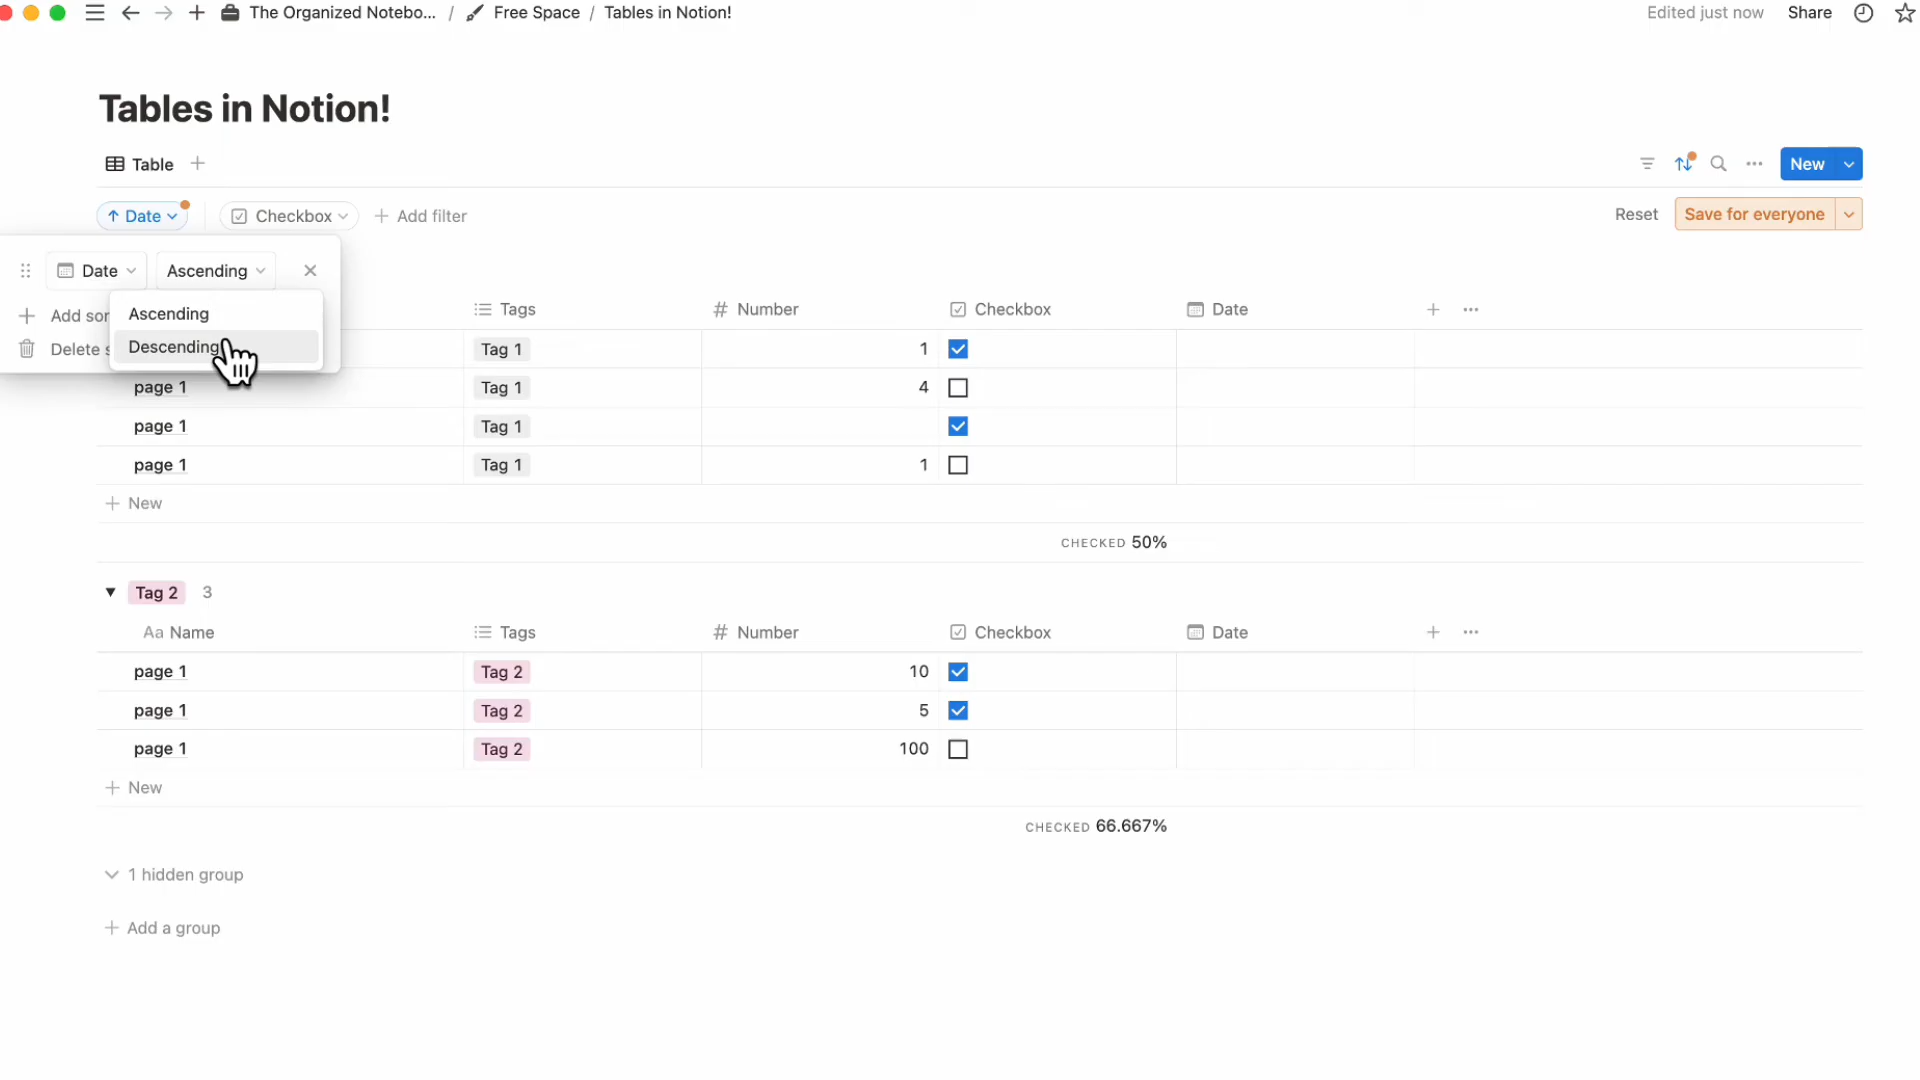 The Organized Notebo... / Free Space / Tables in Notion!
Edited just now Share
Tables in Notion!
Table
New
Date Checkbox Add filter
Reset Save for everyone
Date Ascending
Add sor
Ascending
Delete s
Descending
Tags Number Checkbox Date
Tag 1 1
page 1 Tag 1 4
page 1 Tag 1
page 1 Tag 1 1
New
CHECKED 50%
Tag 2 3
Aa Name Tags # Number Checkbox Date
page 1 Tag 2 10
page 1 Tag 2 5
page 1 Tag 2 100
New
CHECKED 66.667%
1 hidden group
Add a group